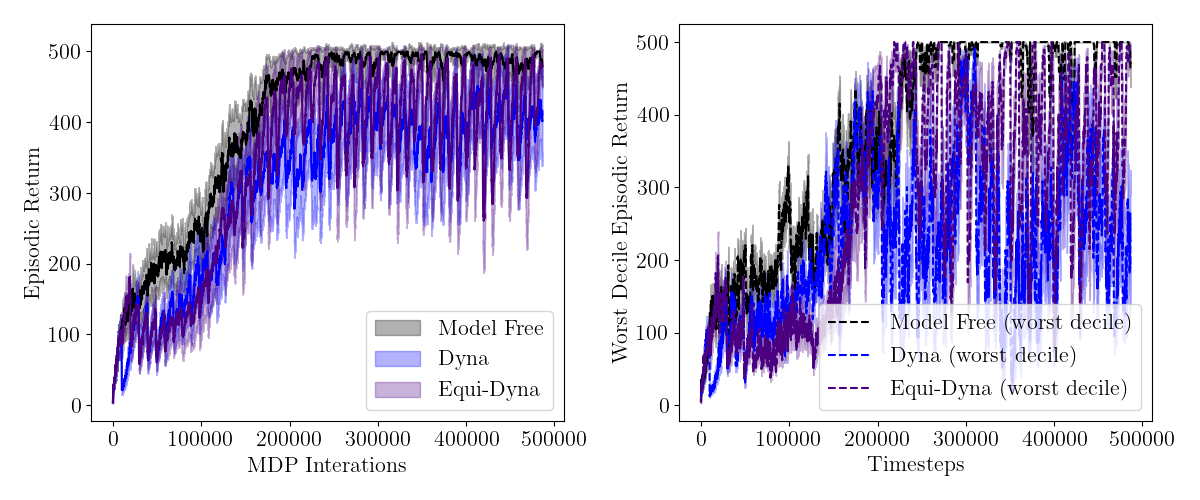 Episodic Return
500
400
300
200
100
0
Model Free
Dyna
Equi-Dyna
0 100000 200000 300000 400000 500000
MDP Interations
Worst Decile Episodic Return
500
400
300
200
100
0
Model Free (worst decile)
Dyna (worst decile)
Equi-Dyna (worst decile)
0 100000 200000 300000 400000 500000
Timesteps